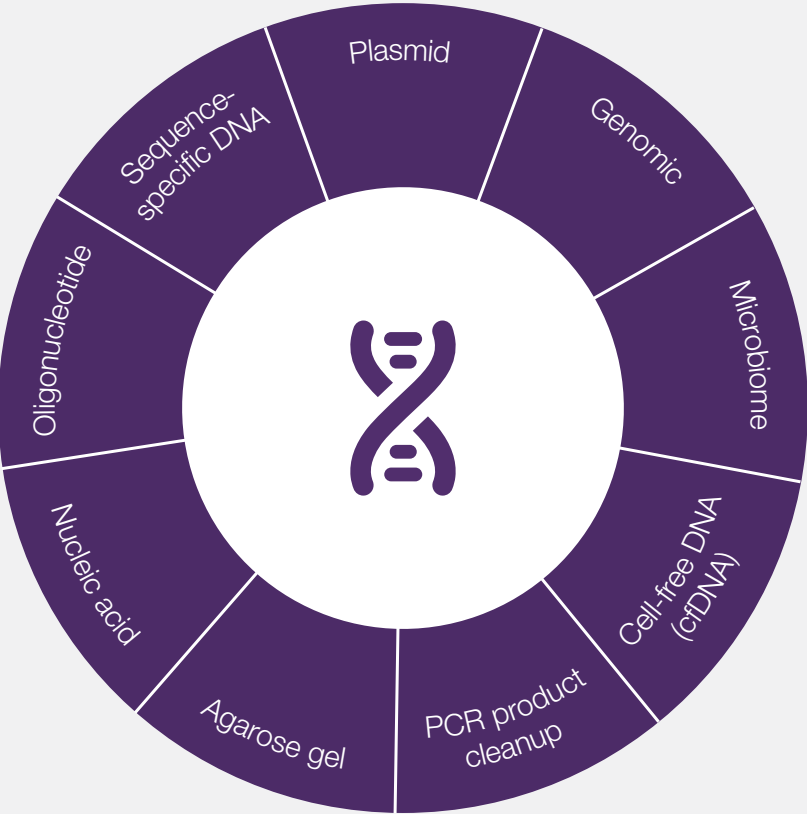 Plasmid
Genomic
Microbiome
Cell-free DNA
(cfDNA)
PCR product
cleanup
Agarose gel
Nucleic acid
Oligonucleotide
Sequence-
specific DNA